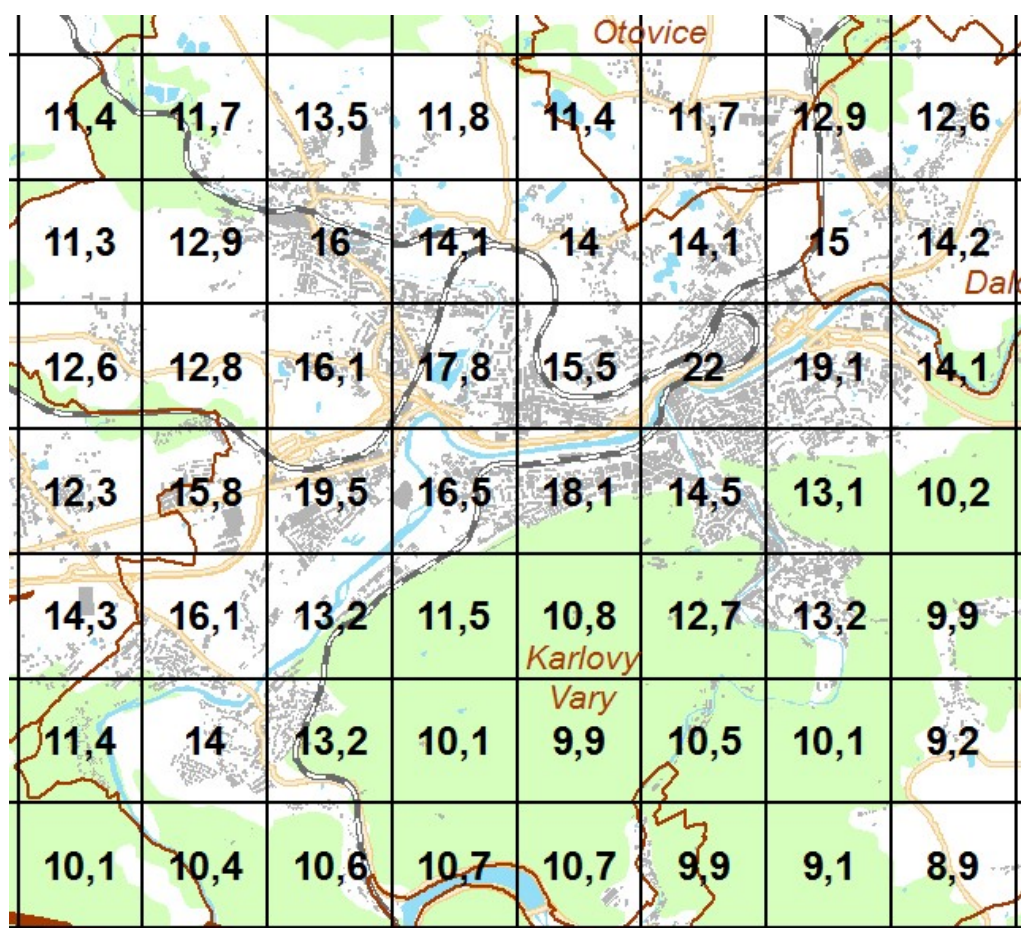 Otovice
11,4 11,7 13,5 11,8 11,4 11,7 12,9 12,6
11,3 12,9 16 14,1 14 14,1 15 14,2
Dalo
12,6 12,8 16,1 17,8 15,5 22 19,1 14,1
12,3 15,8 19,5 16,5 18,1 14,5 13,1 10,2
14,3 16,1 13,2 11,5 10,8 12,7 13,2 9,9
Karlovy
Vary
11,4 14 13,2 10,1 9,9 10,5 10,1 9,2
10,1 10,4 10,6 10,7 10,7 9,9 9,1 8,9